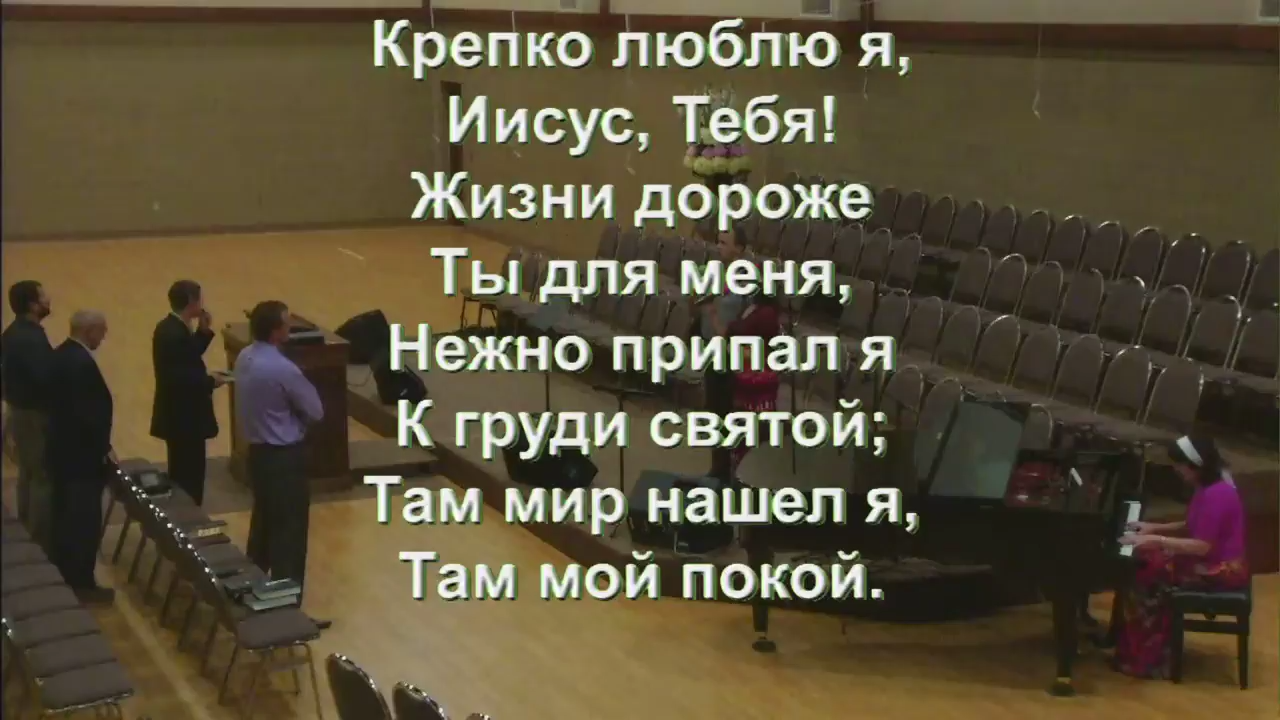 Крепко люблю я,
Иисус, Тебя!
Жизни дороже
Ты для меня,
Нежно припал я
К груди святой;
Там мир нашел я,
Там мой покой.